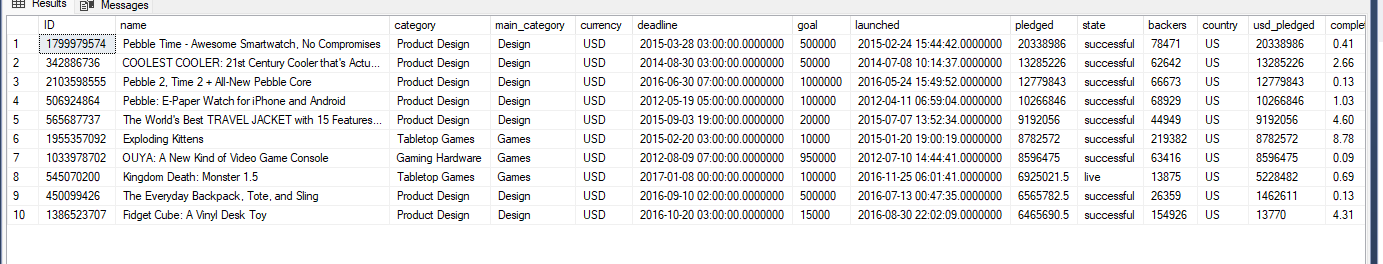 Results Messages
ID name category main_category currency deadline goal launched pledged state backers country usd_pledged complet
1 1799979574 Pebble Time - Awesome Smartwatch, No Compromises Product Design Design USD 2015-03-28 03:00:00.0000000 500000 2015-02-24 15:44:42.0000000 20338986 successful 78471 US 20338986 0.41
2 342886736 COOLEST COOLER: 21st Century Cooler that's Actu... Product Design Design USD 2014-08-30 03:00:00.0000000 50000 2014-07-08 10:14:37.0000000 13285226 successful 62642 US 13285226 2.66
3 2103598555 Pebble 2, Time 2 + All-New Pebble Core Product Design Design USD 2016-06-30 07:00:00.0000000 1000000 2016-05-24 15:49:52.0000000 12779843 successful 66673 US 12779843 0.13
4 506924864 Pebble: E-Paper Watch for iPhone and Android Product Design Design USD 2012-05-19 05:00:00.0000000 100000 2012-04-11 06:59:04.0000000 10266846 successful 68929 US 10266846 1.03
5 565687737 The World's Best TRAVEL JACKET with 15 Features... Product Design Design USD 2015-09-03 19:00:00.0000000 20000 2015-07-07 13:52:34.0000000 9192056 successful 44949 US 9192056 4.60
6 1955357092 Exploding Kittens Tabletop Games Games USD 2015-02-20 03:00:00.0000000 10000 2015-01-20 19:00:19.0000000 8782572 successful 219382 US 8782572 8.78
7 1033978702 OUYA: A New Kind of Video Game Console Gaming Hardware Games USD 2012-08-09 07:00:00.0000000 950000 2012-07-10 14:44:41.0000000 8596475 successful 63416 US 8596475 0.09
8 545070200 Kingdom Death: Monster 1.5 Tabletop Games Games USD 2017-01-08 00:00:00.0000000 100000 2016-11-25 06:01:41.0000000 6925021.5 live 13875 US 5228482 0.69
9 450099426 The Everyday Backpack, Tote, and Sling Product Design Design USD 2016-09-10 02:00:00.0000000 500000 2016-07-13 00:47:35.0000000 6565782.5 successful 26359 US 1462611 0.13
10 1386523707 Fidget Cube: A Vinyl Desk Toy Product Design Design USD 2016-10-20 03:00:00.0000000 15000 2016-08-30 22:02:09.0000000 6465690.5 successful 154926 US 13770 4.31